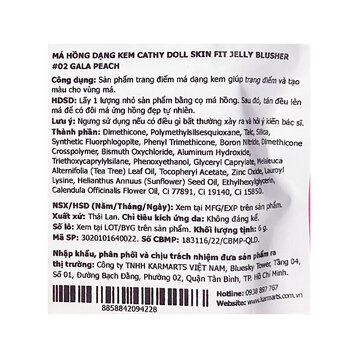 MÁ HỒNG DẠNG KEM CATHY DOLL SKIN FIT JELLY BLUSHER
#02 GALA PEACH
Công dụng: Sản phẩm trang điểm má dạng kem giúp trang điểm và tạo
màu cho vùng má.
HDSD: Lấy 1 lượng nhỏ sản phẩm bằng cọ má hồng. Sau đó, tán đều lên
má để có đôi má ửng hồng đẹp tự nhiên.
Lưu ý: Ngưng sử dụng nếu có điều gì bất thường xảy ra và hỏi ý kiến bác sĩ.
Thành phần: Dimethicone, Polymethylsilsesquioxane, Talc, Silica,
Synthetic Fluorphlogopite, Phenyl Trimethicone, Boron Nitride, Dimethicone
Crosspolymer, Bismuth Oxychloride, Aluminum Hydroxide,
Triethoxycaprylylsilane, Phenoxyethanol, Glyceryl Caprylate, Melaleuca
Alternifolia (Tea Tree) Leaf Oil, Tocopheryl Acetate, Zinc Oxide, Lauroyl
Lysine, Helianthus Annuus (Sunflower) Seed Oil, Ethylhexylglycerin,
Calendula Officinalis Flower Oil, CI 77891, CI 19140, CI 15850.
NSX/HSD (Năm/Tháng/Ngày): Xem tại MFG/EXP trên sản phẩm.
Xuất xứ: Thái Lan. Chỉ tiêu kích ứng da: Không đáng kể.
Số lô: Xem tại LOT/BYG trên sản phẩm. Khối lượng: 6 g.
Mã SP: 3020101640022. Số CBMP: 183116/22/CBMP-QLD.
Nhập khẩu, phân phối và chịu trách nhiệm đưa sản phẩm ra
thị trường: Công ty TNHH KARMARTS VIỆT NAM, Bluesky Tower, Tầng 04,
Số 01, Đường Bạch Đằng, Phường 02, Quận Tân Bình, TP. Hồ Chí Minh.
Hotline: 0938 897 767
Website: www.karmarts.vn
8858842094228